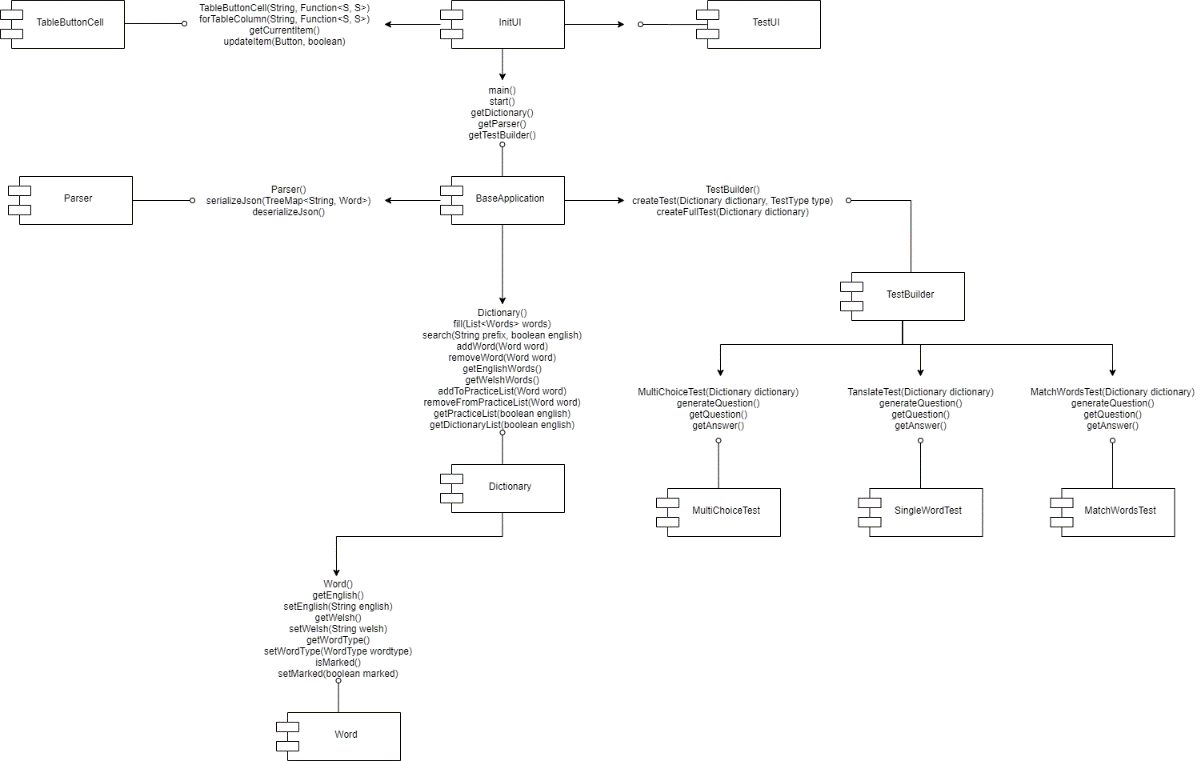 TableButtonCell
TableButtonCell(String, Function<S, S>)
forTableColumn(String, Function<S, S>)
getCurrentItem()
updateItem(Button, boolean)
InitUI
TestUI
main()
start()
getDictionary()
getParser()
getTestBuilder()
Parser
Parser()
serializeJson(TreeMap<String, Word>)
deserializeJson()
BaseApplication
TestBuilder()
createTest(Dictionary dictionary, TestType type)
createFullTest(Dictionary dictionary)
TestBuilder
Dictionary()
fill(List<Words> words)
search(String prefix, boolean english)
addWord(Word word)
removeWord(Word word)
getEnglishWords()
getWelshWords()
addToPracticeList(Word word)
removeFromPracticeList(Word word)
getPracticeList(boolean english)
getDictionaryList(boolean english)
MultiChoiceTest(Dictionary dictionary)
generateQuestion()
getQuestion()
getAnswer()
TanslateTest(Dictionary dictionary)
generateQuestion()
getQuestion()
getAnswer()
MatchWordsTest(Dictionary dictionary)
generateQuestion()
getQuestion()
getAnswer()
Dictionary
MultiChoiceTest
SingleWordTest
MatchWordsTest
Word()
getEnglish()
setEnglish(String english)
getWelsh()
setWelsh(String welsh)
getWordType()
setWordType(WordType wordtype)
isMarked()
setMarked(boolean marked)
Word